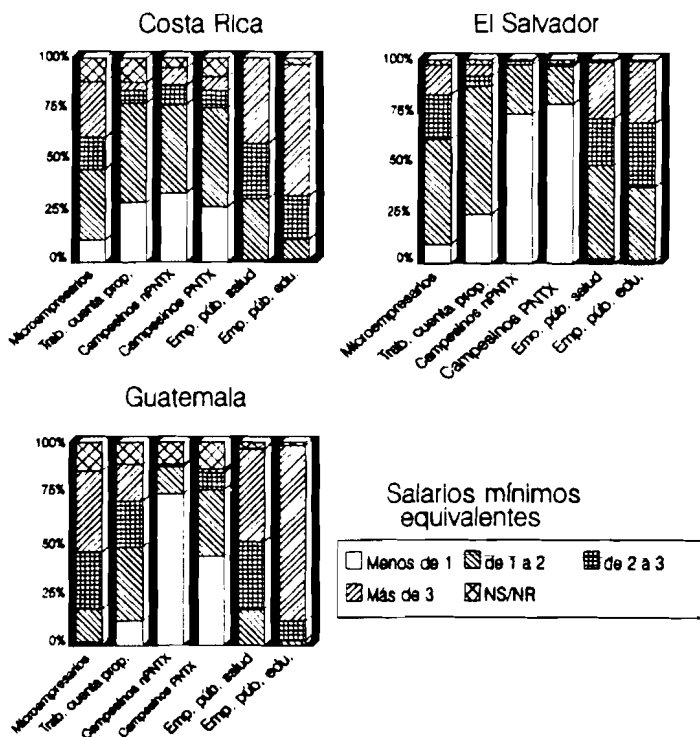 Costa Rica
100%
75%
50%
25%
0%
Microempresarios
Trab. cuenta prop.
Campesinos nPNTX
Campesinos PNTX
Emp. púb. salud
Emp. púb. edu.
El Salvador
100%
75%
50%
25%
0%
Microempresarios
Trab. cuenta prop.
Campesinos nPNTX
Campesinos PNTX
Emp. púb. salud
Emp. púb. edu.
Guatemala
100%
75%
50%
25%
0%
Microempresarios
Trab. cuenta prop.
Campesinos nPNTX
Campesinos PNTX
Emp. púb. salud
Emp. púb. edu.
Salarios mínimos
equivalentes
Menos de 1 de 1 a 2 de 2 a 3
Más de 3 NS/NR